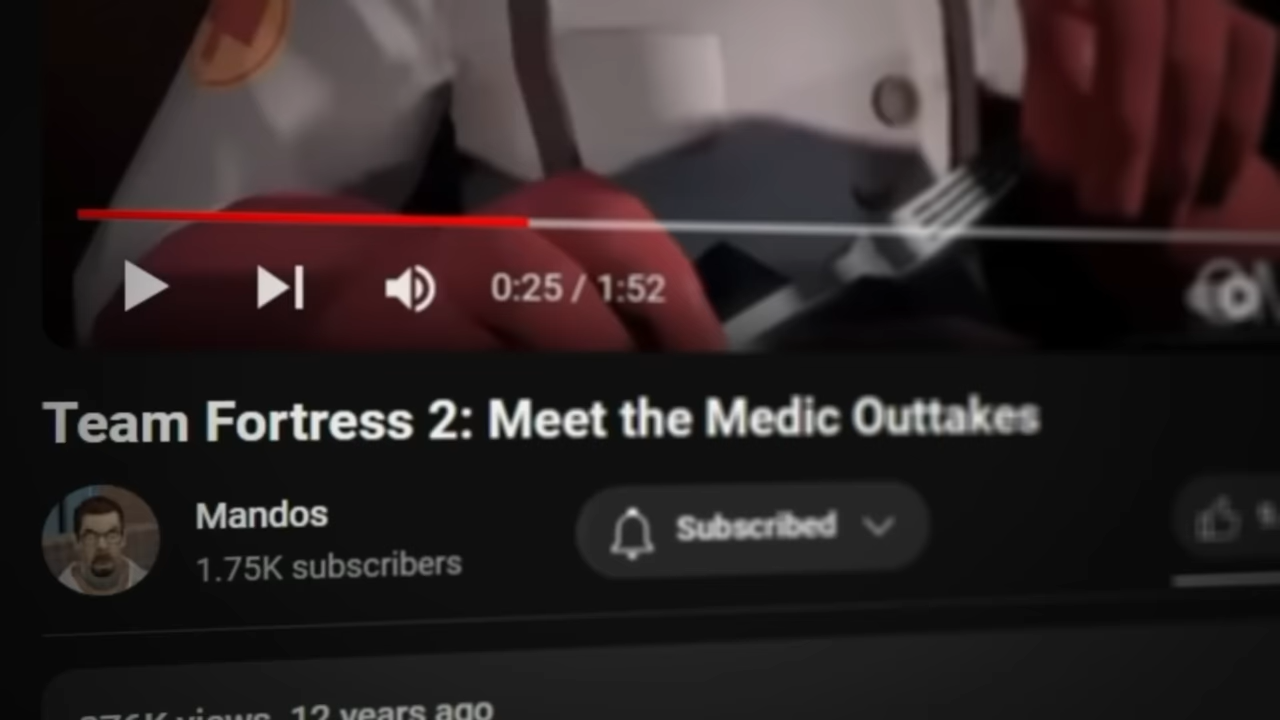 0:25 / 1:52
Team Fortress 2: Meet the Medic Outtakes
Mandos
Subscribed
1.75K subscribers
views 12 years ago